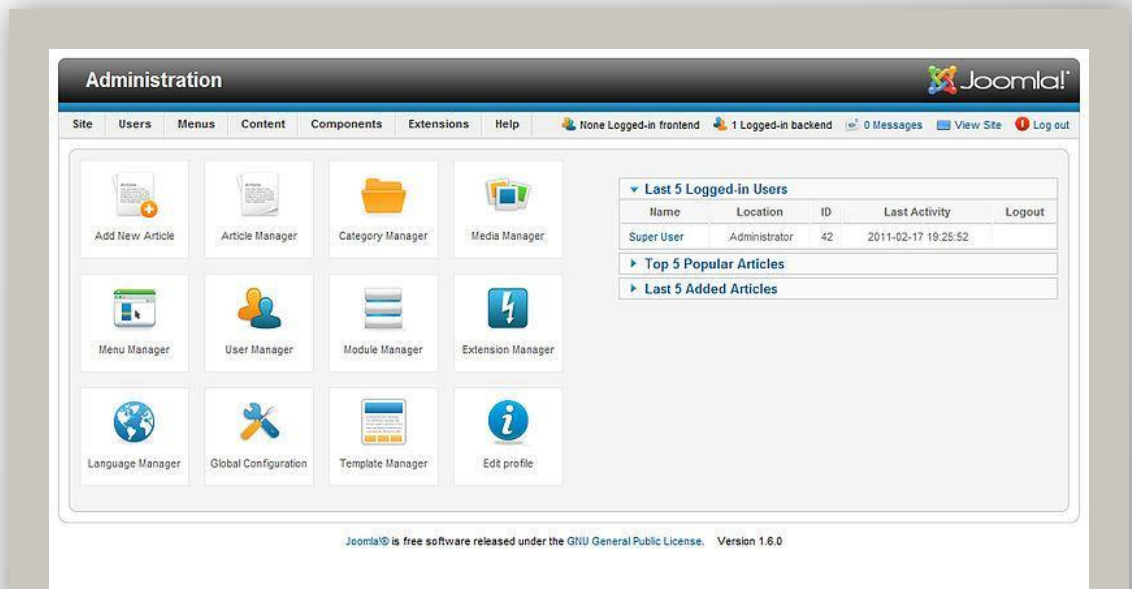 Administration
Joomla!
Site Users Menus Content Components Extensions Help None Logged-in frontend 1 Logged-in backend 0 Messages View Site Log out
Add New Article Article Manager Category Manager Media Manager
Menu Manager User Manager Module Manager Extension Manager
Language Manager Global Configuration Template Manager Edit profile
Last 5 Logged-in Users
Name Location ID Last Activity Logout
Super User Administrator 42 2011-02-17 19:25:52
Top 5 Popular Articles
Last 5 Added Articles
Joomla!® is free software released under the GNU General Public License. Version 1.6.0